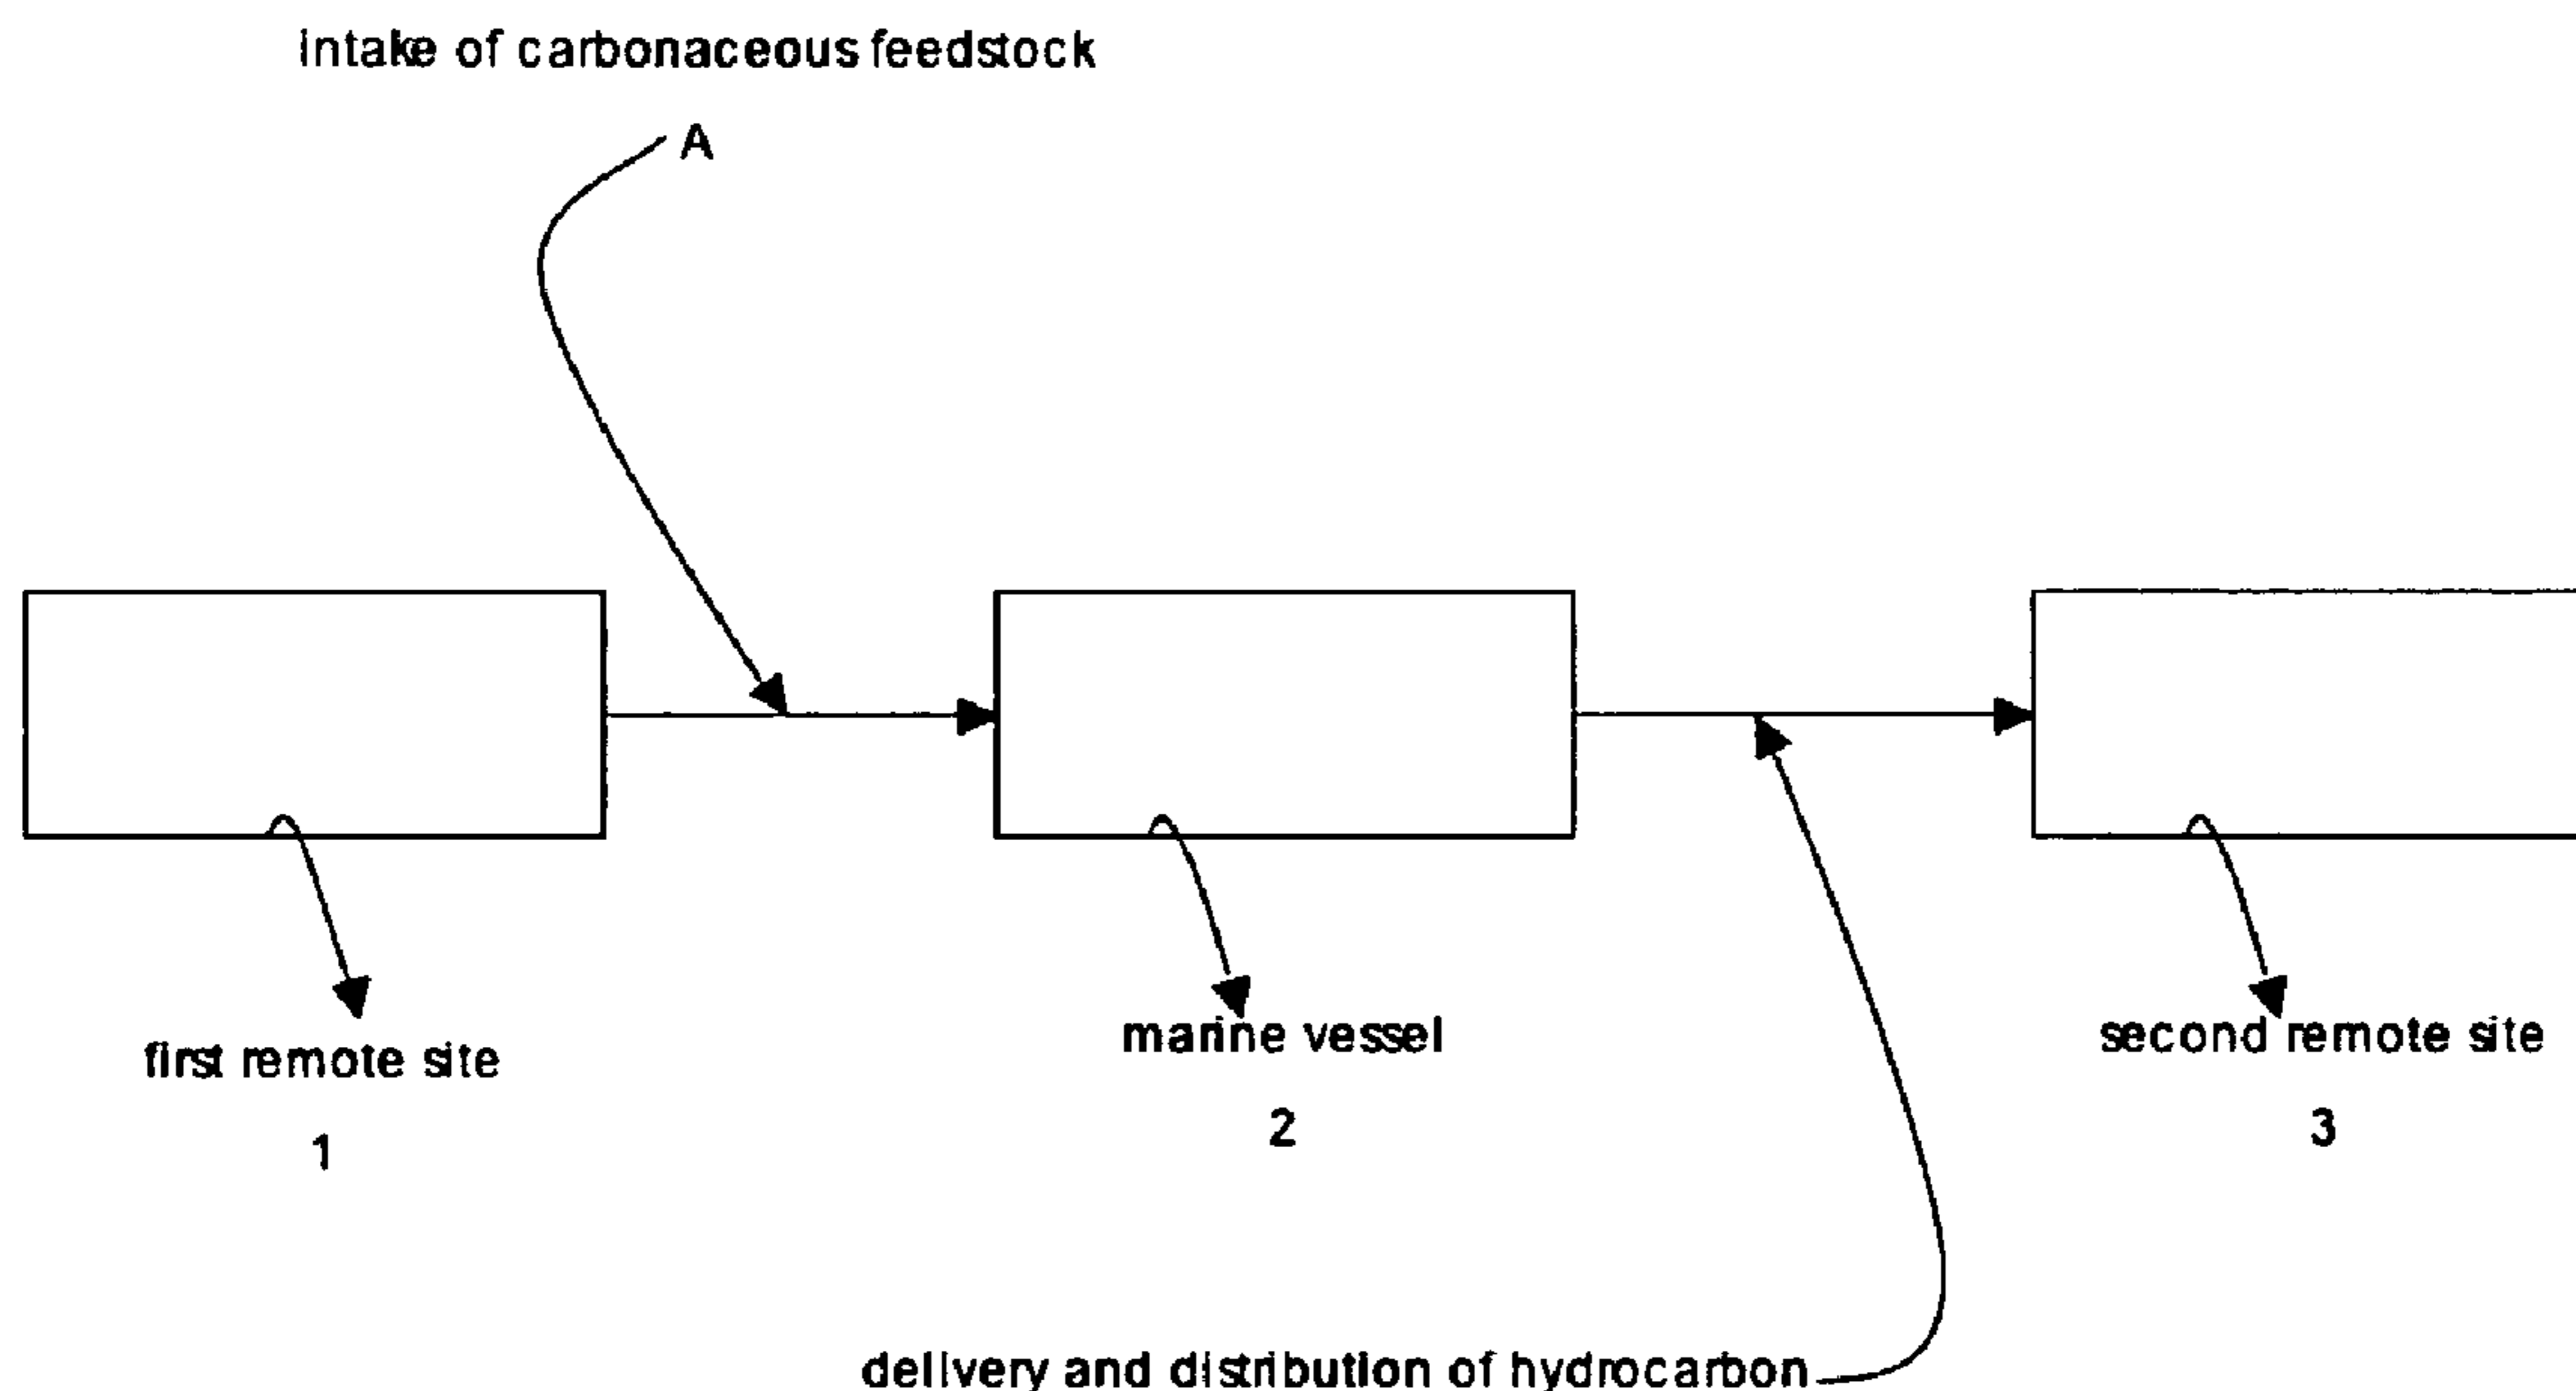 intake of carbonaceous feedstock
A
first remote site
1
marine vessel
2
second remote site
3
delivery and distribution of hydrocarbon